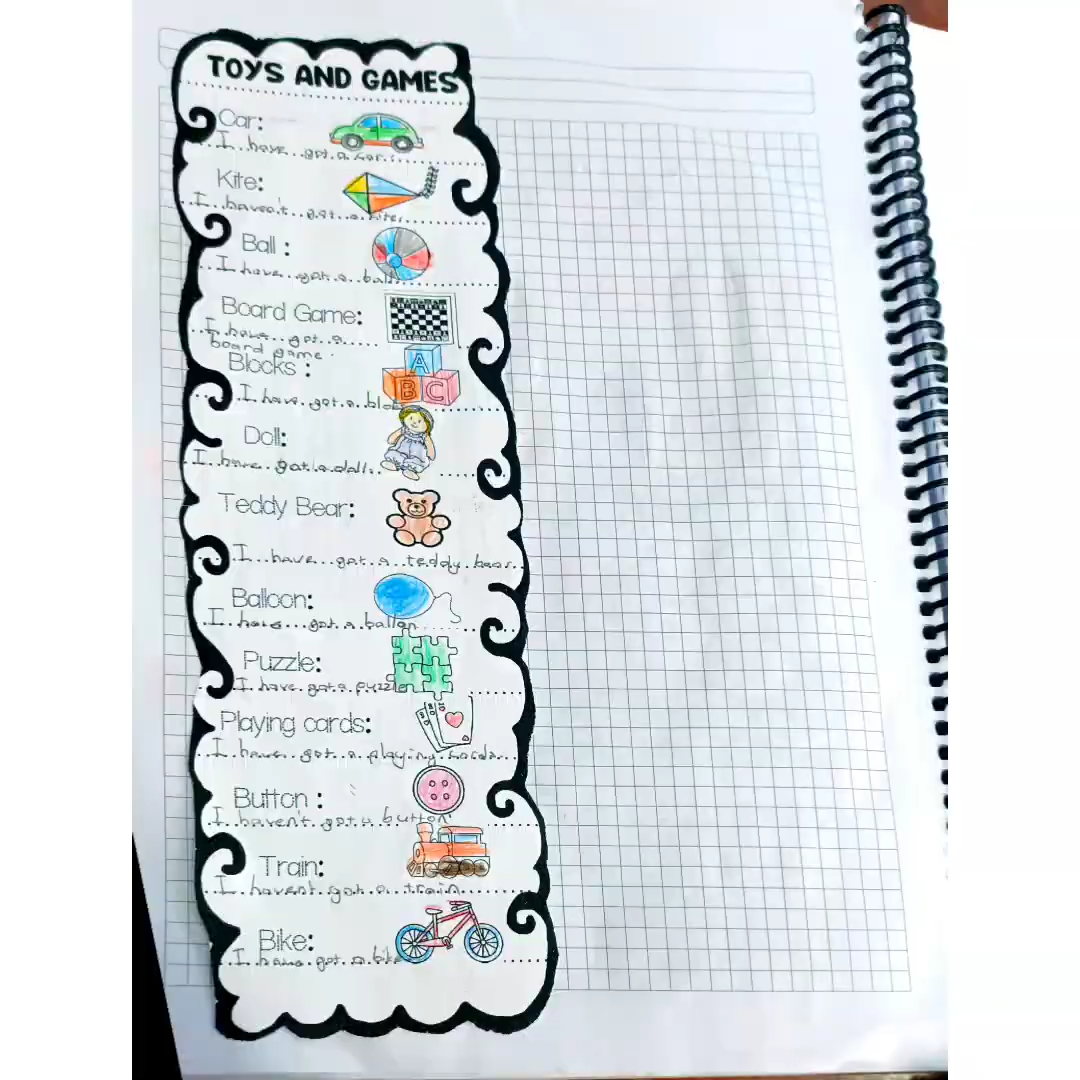 TOYS AND GAMES
Car:
I have got a car.
Kite:
I haven't got a kite.
Ball :
I have got a ball.
Board Game:
I have got a
board game.
Blocks :
A
B C
I have got a
Doll:
I have got a doll.
Teddy Bear:
I have got a teddy bear.
Balloon:
I have got a ballon
Puzzle:
I have got a puzzle
Playing cards:
10
I have got a playing cards.
Button :
I haven't got a button.
Train:
I haven't got a train.
Bike:
I have got a bike